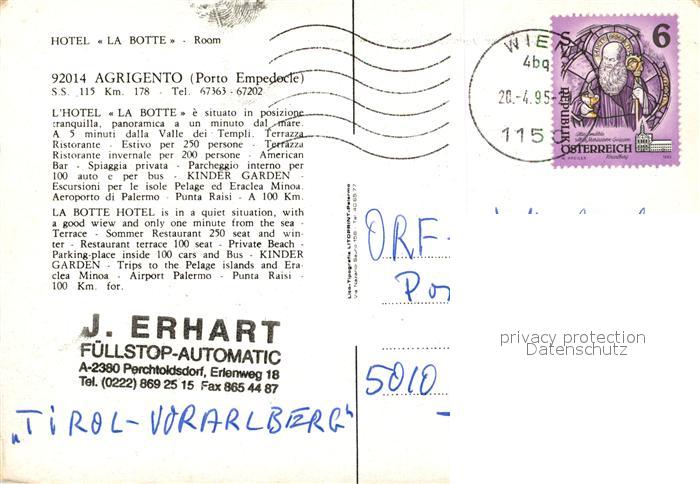 HOTEL « LA BOTTE » - Room
92014 AGRIGENTO (Porto Empedocle)
S.S. 115 Km. 178 - Tel. 67363 - 67202
L'HOTEL « LA BOTTE » è situato in posizione
tranquilla, panoramica a un minuto dal mare.
A 5 minuti dalla Valle dei Templi. Terrazza
Ristorante - Estivo per 250 persone - Terrazza
Ristorante invernale per 200 persone - American
Bar - Spiaggia privata - Parcheggio interno per
100 auto e per bus - KINDER GARDEN -
Escursioni per le isole Pelage ed Eraclea Minoa.
Aeroporto di Palermo - Punta Raisi - A 100 Km.
LA BOTTE HOTEL is in a quiet situation, with
a good wiew and only one minute from the sea -
Terrace - Sommer Restaurant 250 seat and win-
ter - Restaurant terrace 100 seat - Private Beach -
Parking-place inside 100 cars and Bus - KINDER
GARDEN - Trips to the Pelage islands and Era-
clea Minoa - Airport Palermo - Punta Raisi -
100 Km. for.
J. ERHART
FÜLLSTOP-AUTOMATIC
A-2380 Perchtoldsdorf, Erlenweg 18
Tel. (0222) 869 25 15 Fax 865 44 87
„TIROL-VORARLBERG"
Lico-Tipografia LITOPRINT-Palermo
WIEN
4bq
20.-4.95-
115
6
REPUBLIK
ÖSTERREICH
ORF-
Po
5010
privacy protection
Datenschutz